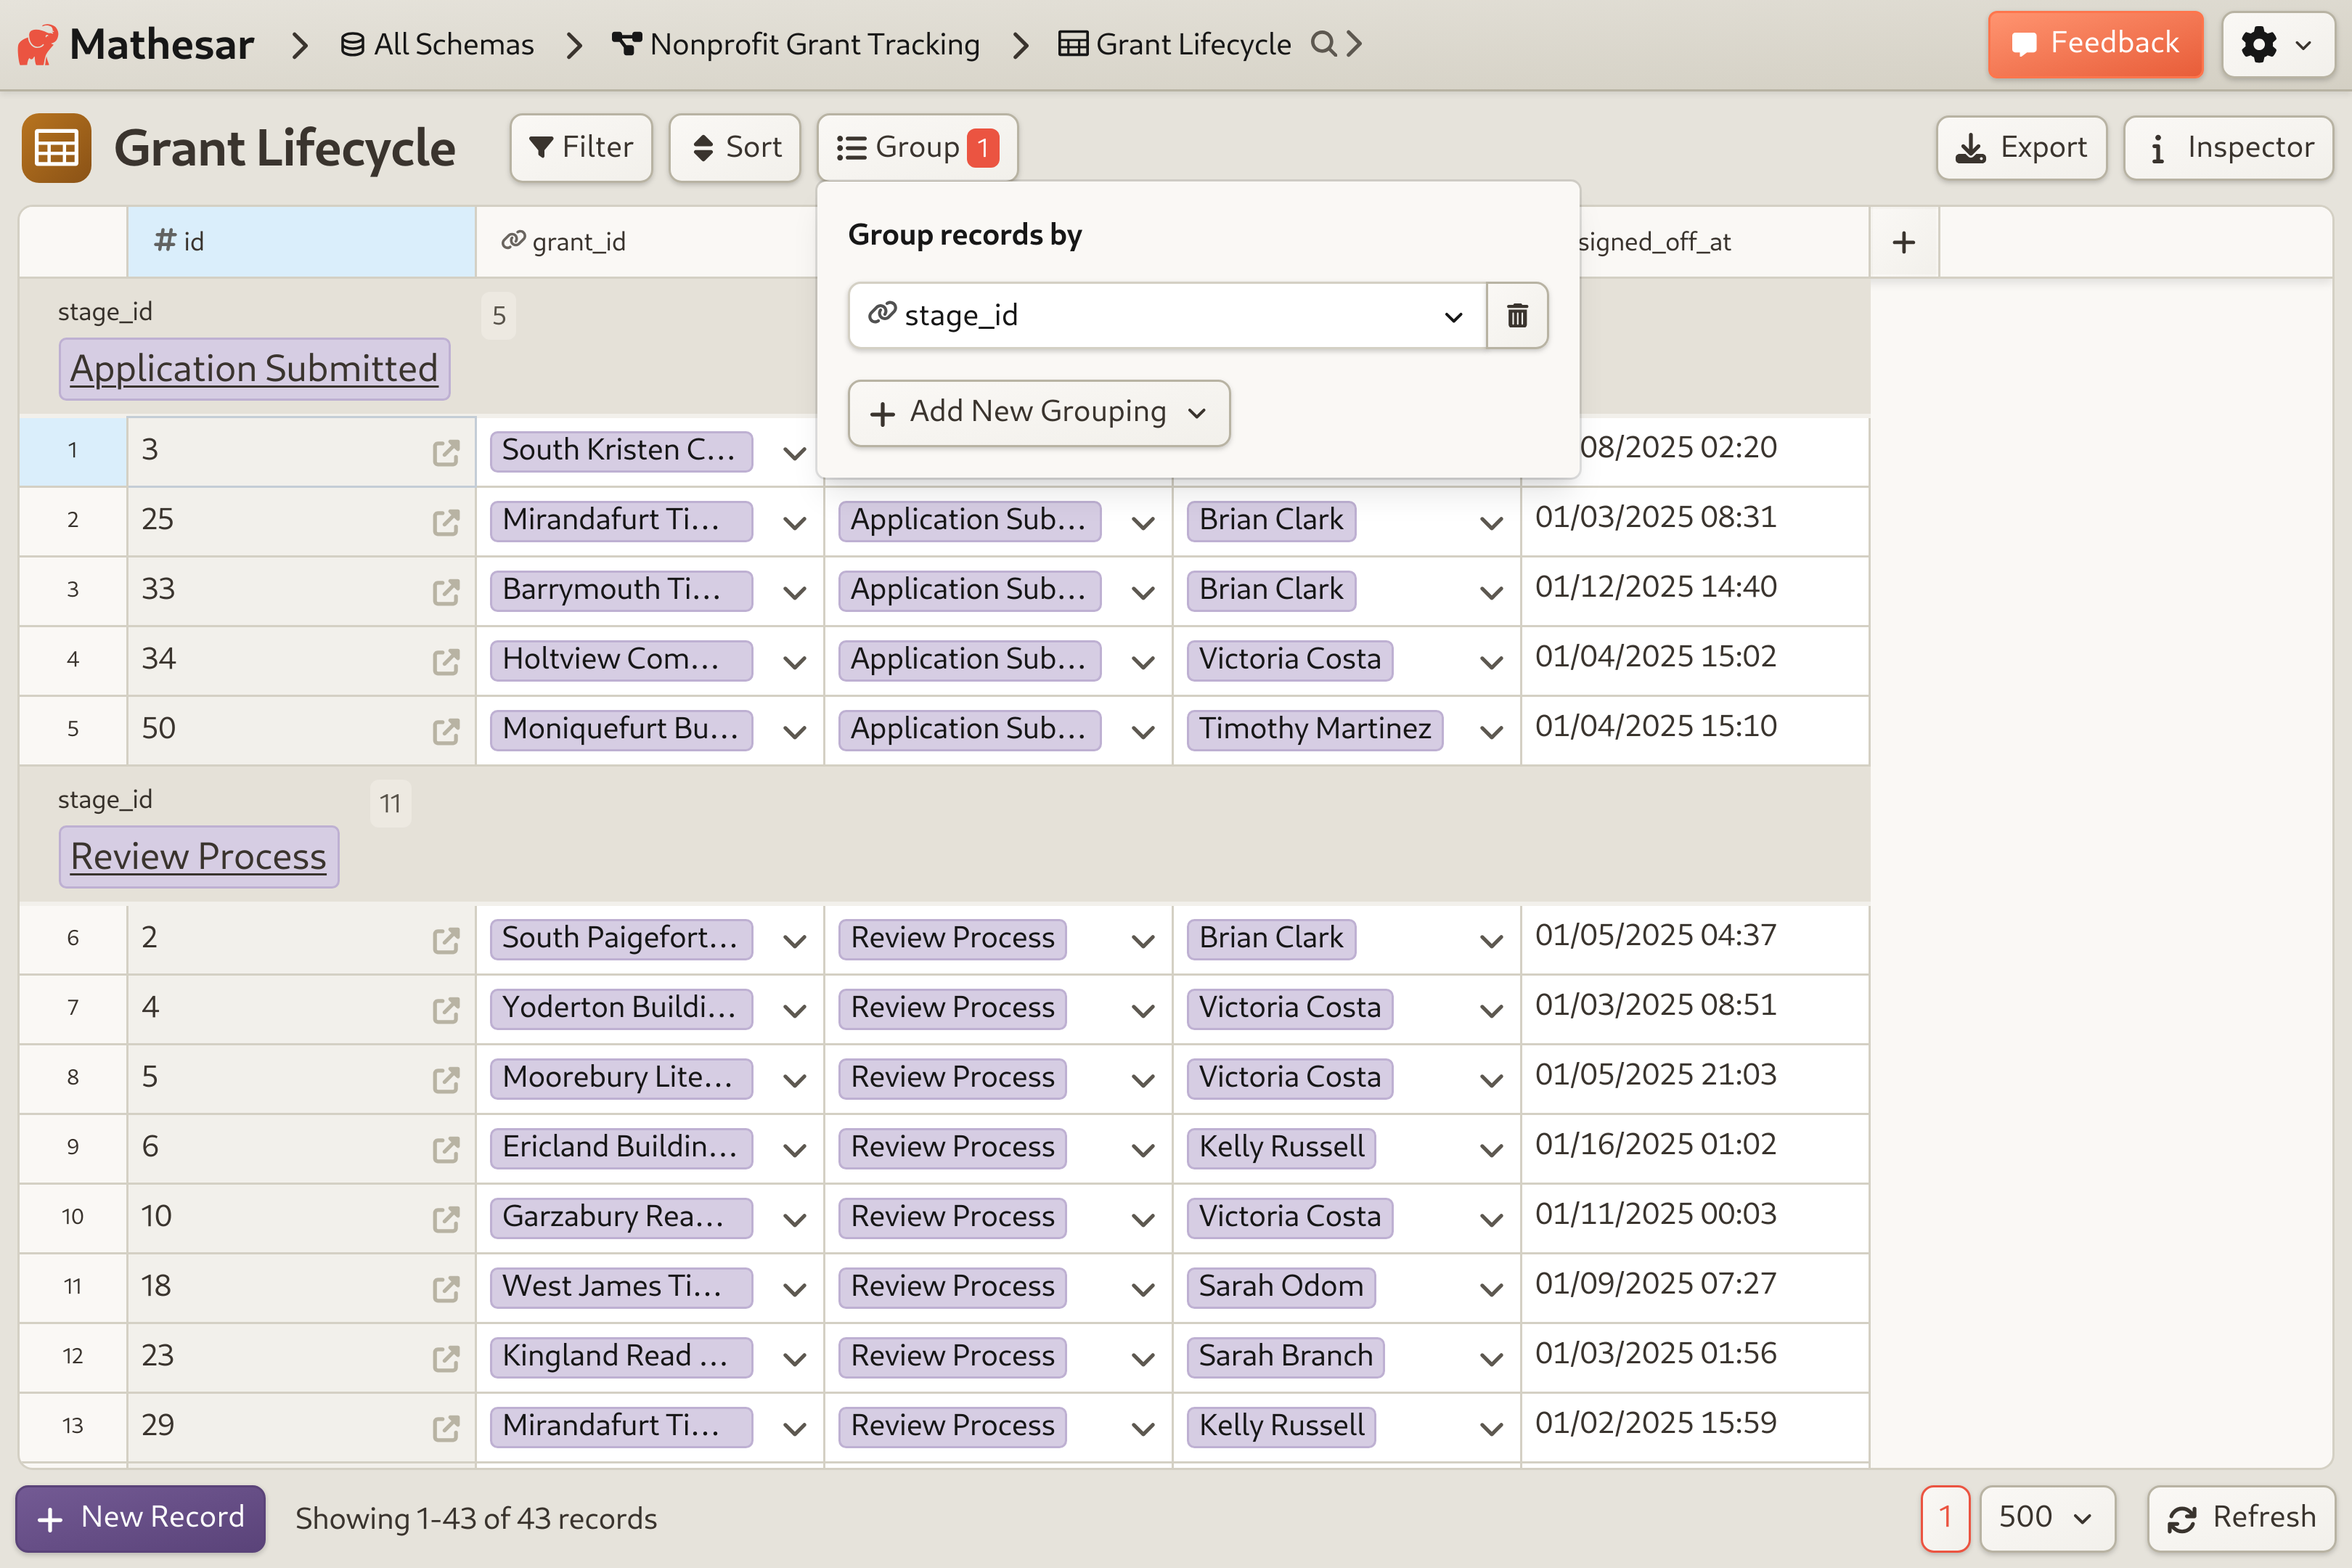 Mathesar > All Schemas > Nonprofit Grant Tracking > Grant Lifecycle
Feedback
Grant Lifecycle
Filter
Sort
Group 1
Export
Inspector
id grant_id signed_off_at +
Group records by
stage_id
+ Add New Grouping
stage_id 5
Application Submitted
1 3 South Kristen C... 08/2025 02:20
2 25 Mirandafurt Ti... Application Sub... Brian Clark 01/03/2025 08:31
3 33 Barrymouth Ti... Application Sub... Brian Clark 01/12/2025 14:40
4 34 Holtview Com... Application Sub... Victoria Costa 01/04/2025 15:02
5 50 Moniquefurt Bu... Application Sub... Timothy Martinez 01/04/2025 15:10
stage_id 11
Review Process
6 2 South Paigefort... Review Process Brian Clark 01/05/2025 04:37
7 4 Yoderton Buildi... Review Process Victoria Costa 01/03/2025 08:51
8 5 Moorebury Lite... Review Process Victoria Costa 01/05/2025 21:03
9 6 Ericland Buildin... Review Process Kelly Russell 01/16/2025 01:02
10 10 Garzabury Rea... Review Process Victoria Costa 01/11/2025 00:03
11 18 West James Ti... Review Process Sarah Odom 01/09/2025 07:27
12 23 Kingland Read ... Review Process Sarah Branch 01/03/2025 01:56
13 29 Mirandafurt Ti... Review Process Kelly Russell 01/02/2025 15:59
+ New Record
Showing 1-43 of 43 records
1
500
Refresh